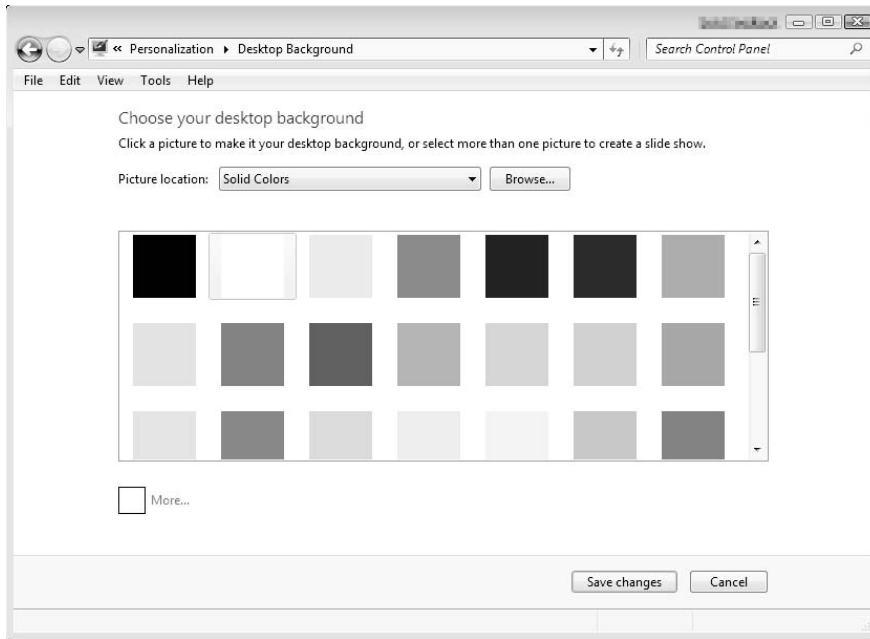 « Personalization ▸ Desktop Background Search Control Panel
File Edit View Tools Help
Choose your desktop background
Click a picture to make it your desktop background, or select more than one picture to create a slide show.
Picture location: Solid Colors Browse...
More...
Save changes Cancel